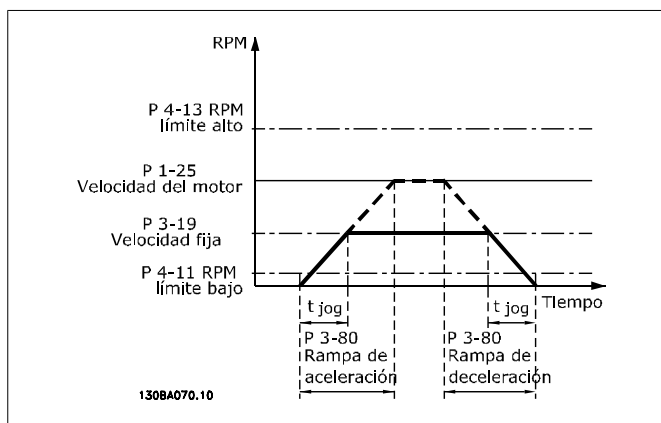 RPM
P 4-13 RPM
límite alto
P 1-25
Velocidad del motor
P 3-19
Velocidad fija
P 4-11 RPM
límite bajo
Tiempo
t jog
t jog
P 3-80
Rampa de
aceleración
P 3-80
Rampa de
deceleración
130BA070.10